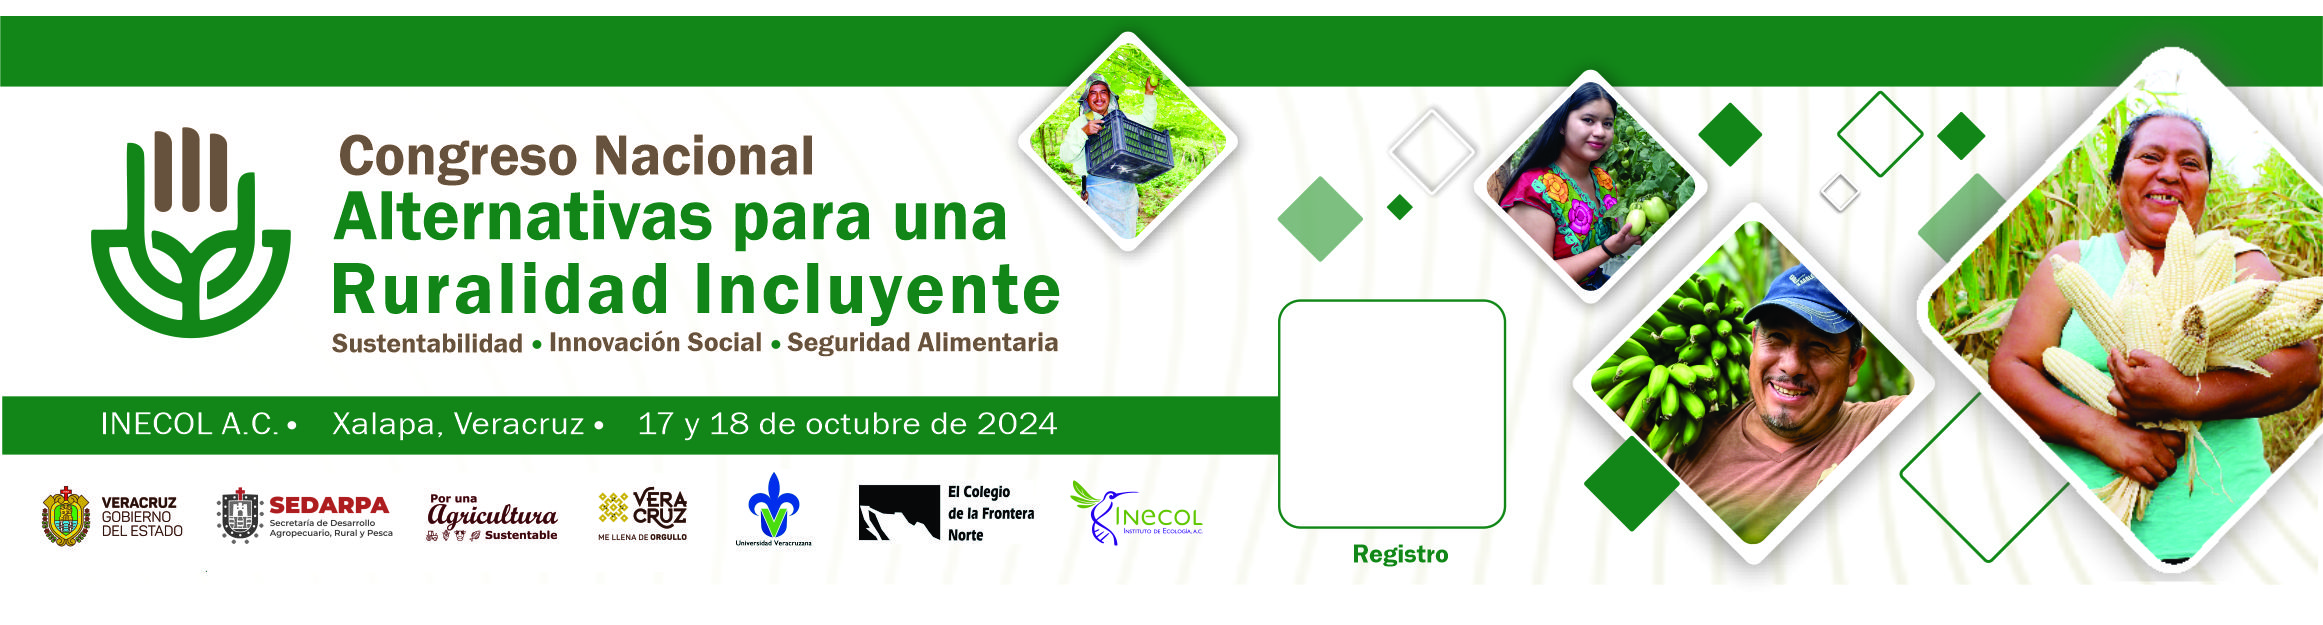 Congreso Nacional
Alternativas para una
Ruralidad Incluyente
Sustentabilidad • Innovación Social • Seguridad Alimentaria
INECOL A.C. • Xalapa, Veracruz • 17 y 18 de octubre de 2024
VERACRUZ
GOBIERNO
DEL ESTADO
SEDARPA
Secretaría de Desarrollo
Agropecuario, Rural y Pesca
Por una
Agricultura
Sustentable
VERA
CRUZ
ME LLENA DE ORGULLO
Universidad Veracruzana
El Colegio
de la Frontera
Norte
INECOL
INSTITUTO DE ECOLOGÍA, A.C.
Registro